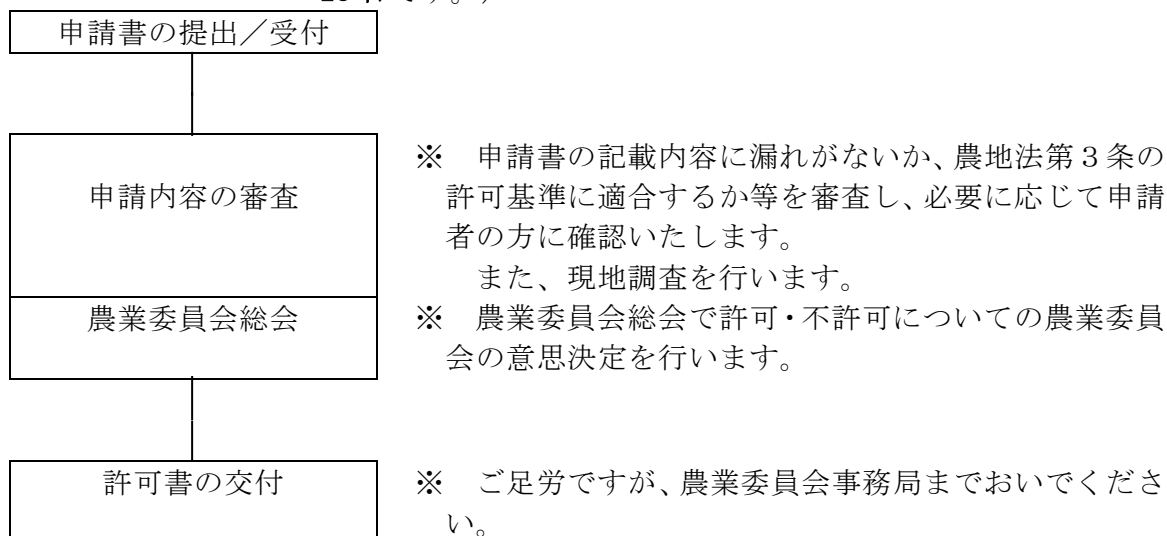 申請書の提出／受付
申請内容の審査
※　申請書の記載内容に漏れがないか、農地法第３条の
許可基準に適合するか等を審査し、必要に応じて申請
者の方に確認いたします。
また、現地調査を行います。
農業委員会総会
※　農業委員会総会で許可・不許可についての農業委員
会の意思決定を行います。
許可書の交付
※　ご足労ですが、農業委員会事務局までおいでくださ
い。